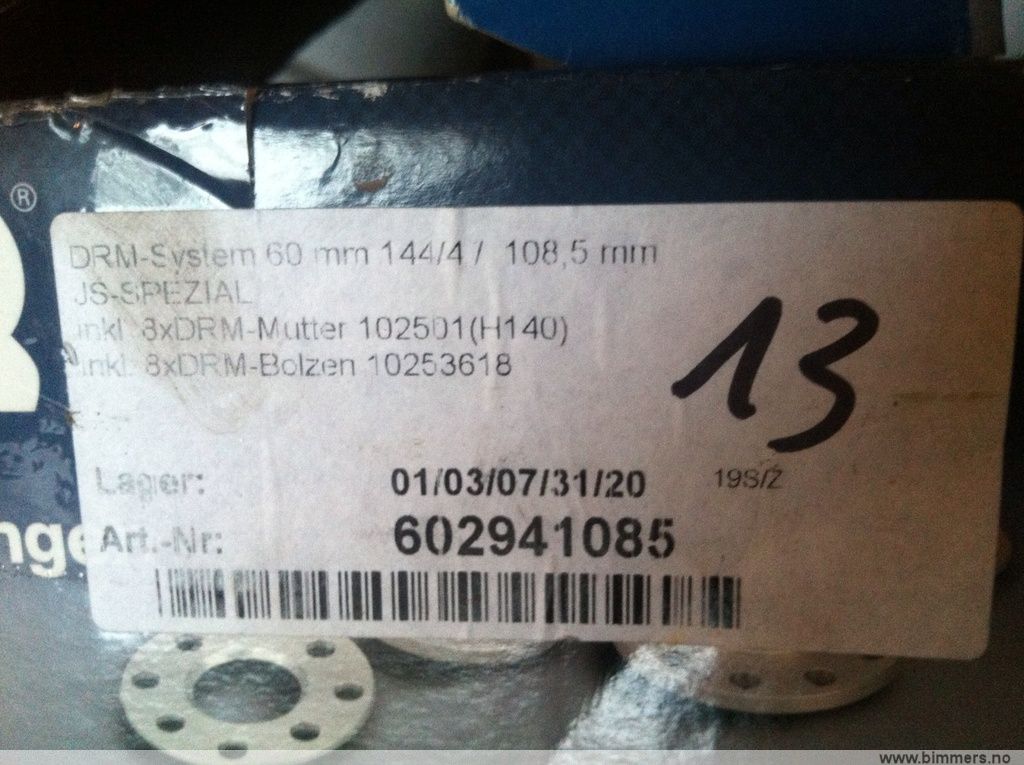 ®
DRM-System 60 mm 144/4 / 108,5 mm
JS-SPEZIAL
inkl. 8xDRM-Mutter 102501(H140)
inkl. 8xDRM-Bolzen 10253618
13
Lager: 01/03/07/31/20 19S/Z
Art.-Nr: 602941085
www.bimmers.no